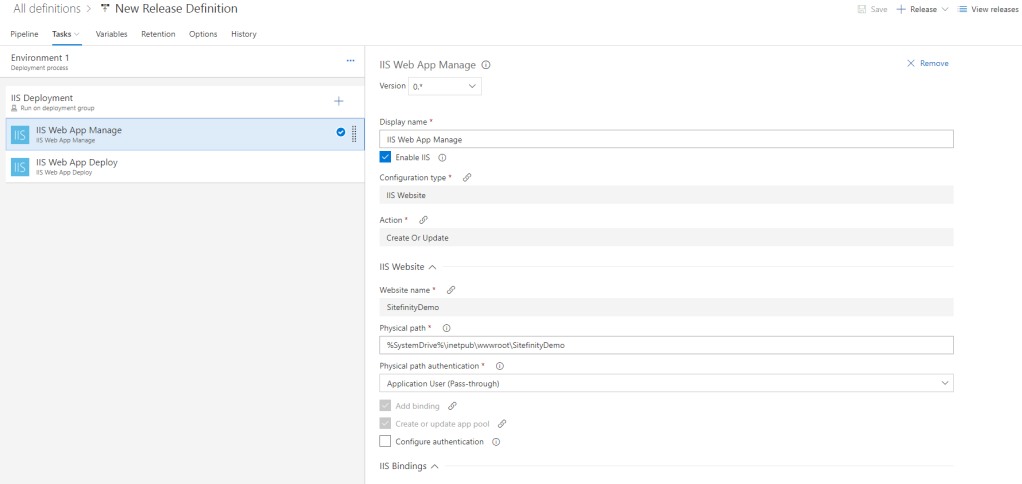 All definitions > New Release Definition
Save + Release View releases
Pipeline Tasks Variables Retention Options History
Environment 1
Deployment process
...
IIS Deployment
Run on deployment group
IIS IIS Web App Manage
IIS Web App Manage
IIS IIS Web App Deploy
IIS Web App Deploy
IIS Web App Manage
Remove
Version 0.*
Display name *
IIS Web App Manage
Enable IIS
Configuration type *
IIS Website
Action *
Create Or Update
IIS Website
Website name *
SitefinityDemo
Physical path *
%SystemDrive%\inetpub\wwwroot\SitefinityDemo
Physical path authentication *
Application User (Pass-through)
Add binding
Create or update app pool
Configure authentication
IIS Bindings